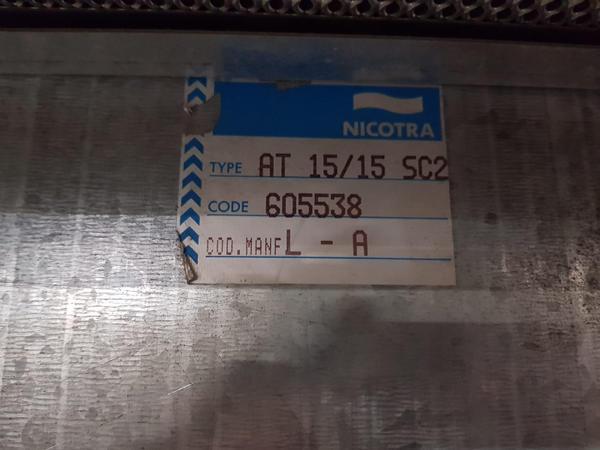 NICOTRA
TYPE AT 15/15 SC2
CODE 605538
COD.MANF L - A